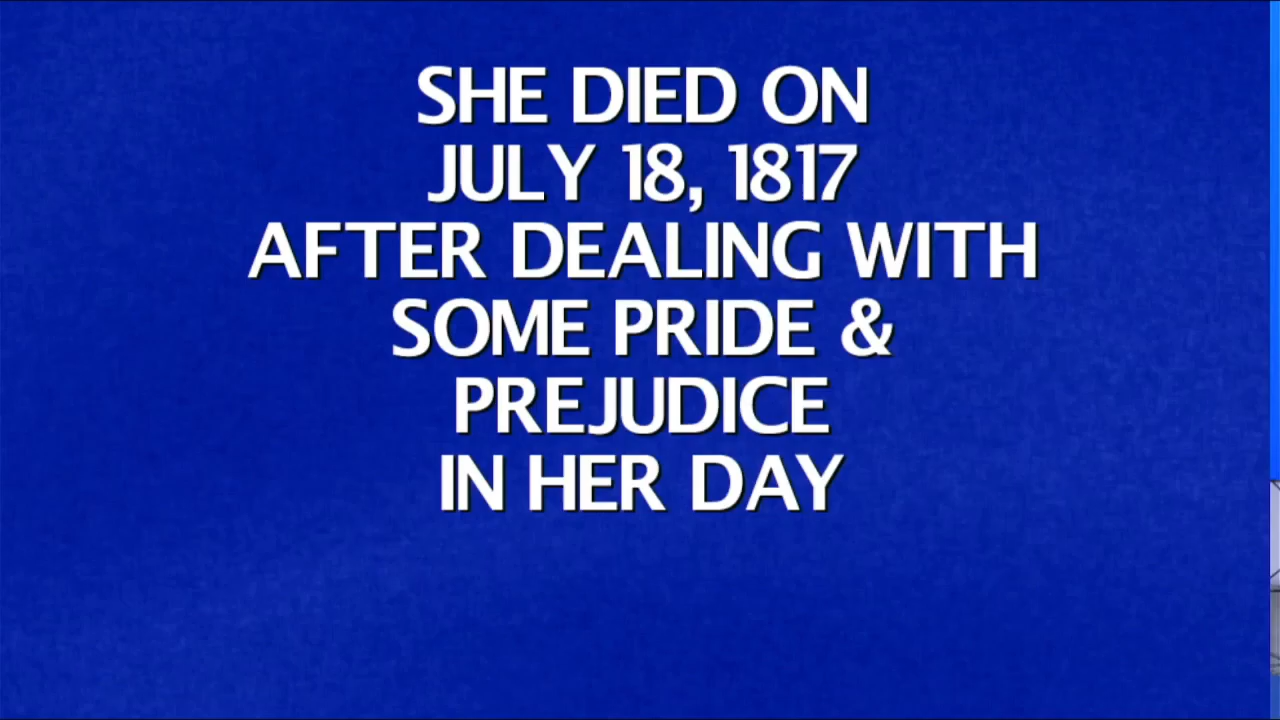 SHE DIED ON
JULY 18, 1817
AFTER DEALING WITH
SOME PRIDE &
PREJUDICE
IN HER DAY